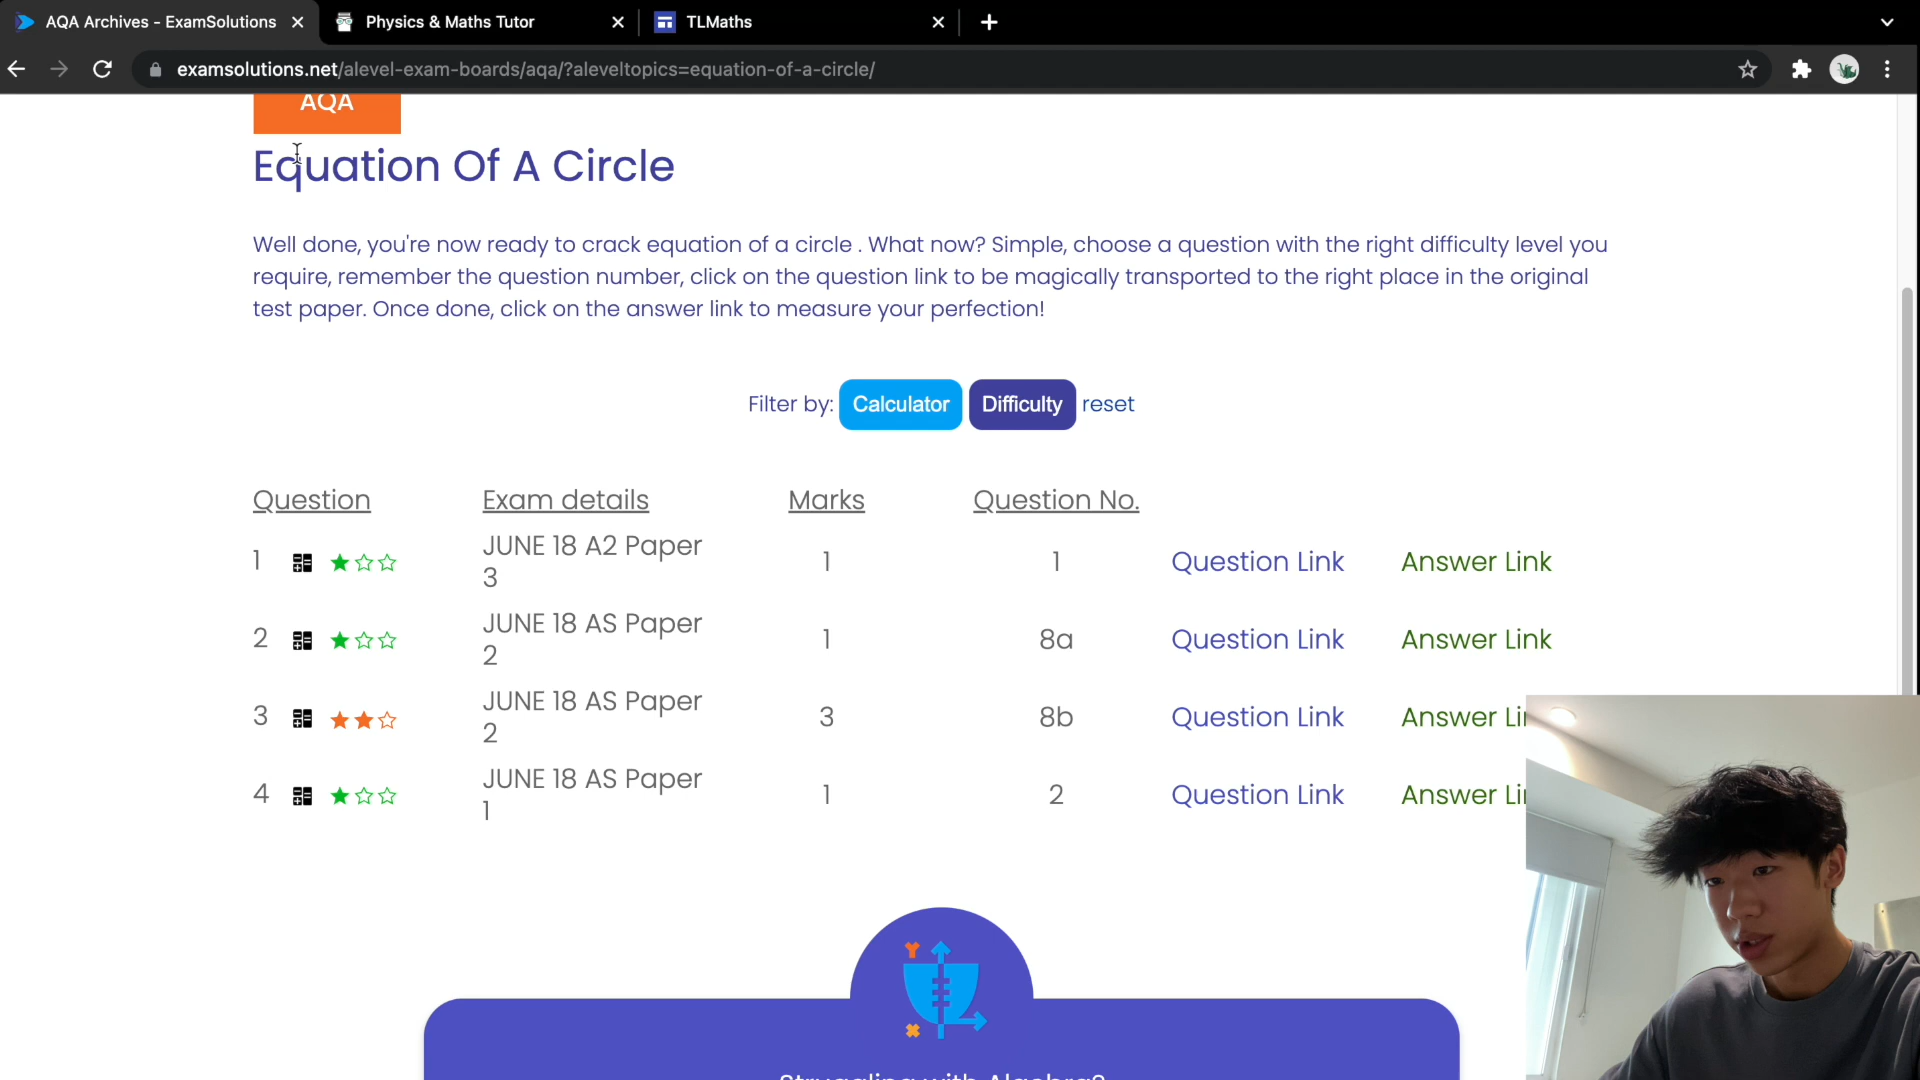 AQA Archives - ExamSolutions
Physics & Maths Tutor
TLMaths
examsolutions.net/alevel-exam-boards/aqa/?aleveltopics=equation-of-a-circle/
AQA
Equation Of A Circle
Well done, you're now ready to crack equation of a circle . What now? Simple, choose a question with the right difficulty level you
require, remember the question number, click on the question link to be magically transported to the right place in the original
test paper. Once done, click on the answer link to measure your perfection!
Filter by: Calculator Difficulty reset
Question Exam details Marks Question No.
1 JUNE 18 A2 Paper 3 1 1 Question Link Answer Link
2 JUNE 18 AS Paper 2 1 8a Question Link Answer Link
3 JUNE 18 AS Paper 2 3 8b Question Link Answer Li
4 JUNE 18 AS Paper 1 1 2 Question Link Answer Li
Y
X
Struggling with Algebra?